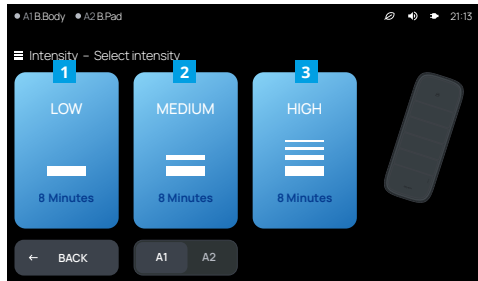 A1 B.Body A2 B.Pad 21:13
Intensity – Select intensity
1 2 3
LOW MEDIUM HIGH
8 Minutes 8 Minutes 8 Minutes
← BACK A1 A2